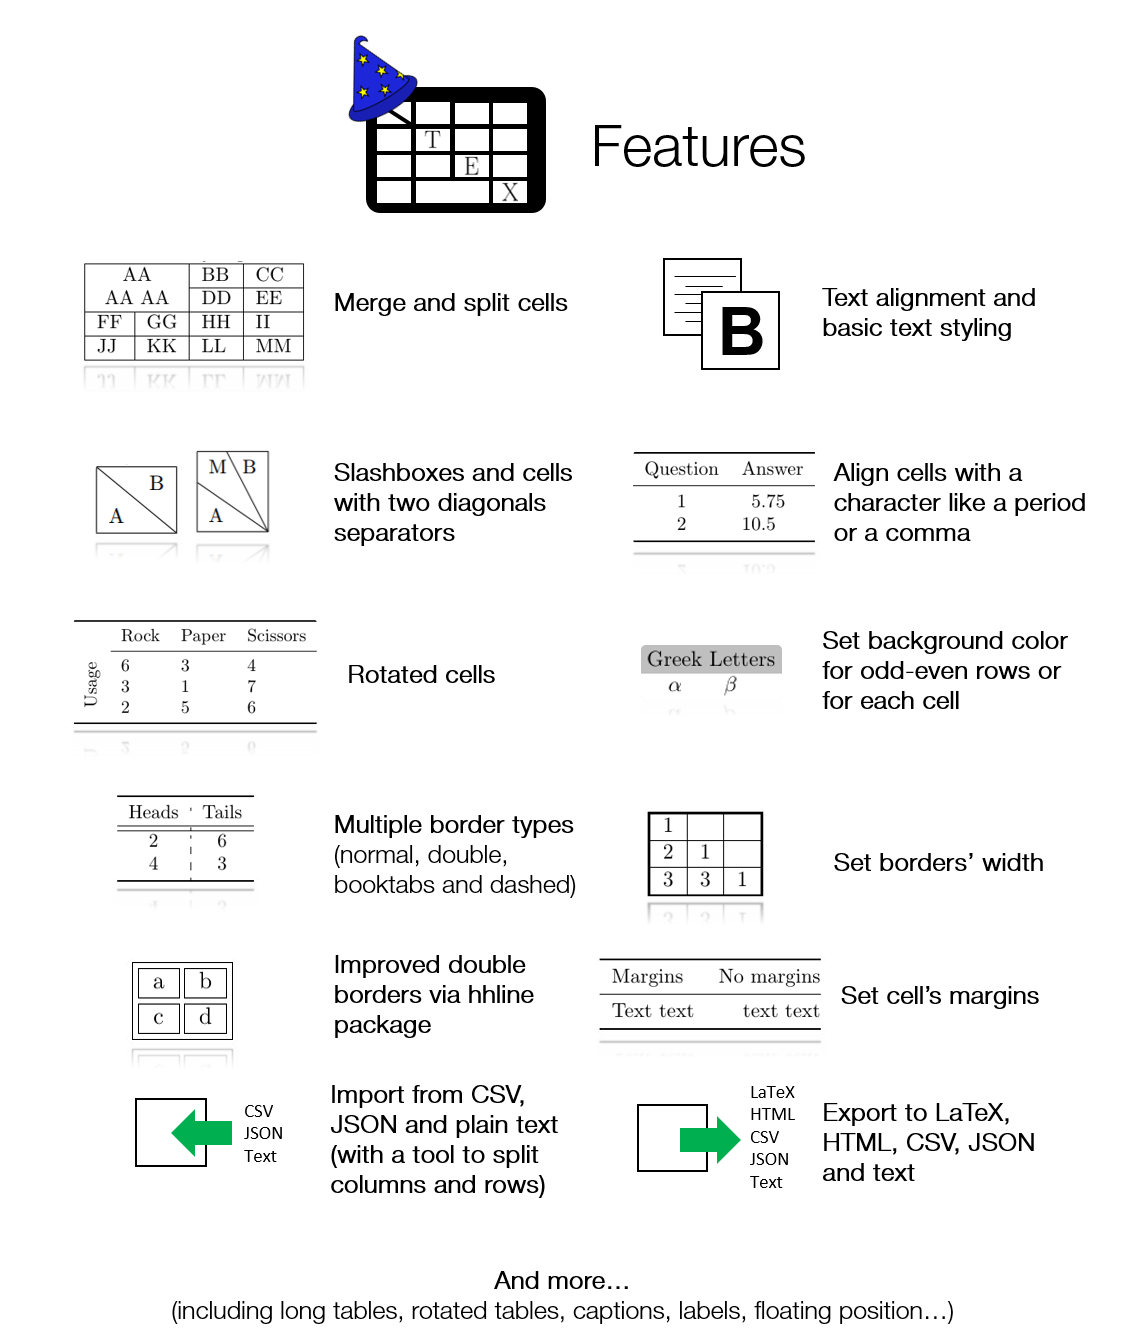 T
E
X
Features
AA
BB
CC
AA AA
DD
EE
FF
GG
HH
II
JJ
KK
LL
MM
Merge and split cells
B
Text alignment and
basic text styling
B
A
M
B
A
Slashboxes and cells
with two diagonals
separators
Question Answer
1 5.75
2 10.5
Align cells with a
character like a period
or a comma
Usage
Rock Paper Scissors
6 3 4
3 1 7
2 5 6
Rotated cells
Greek Letters
α β
Set background color
for odd-even rows or
for each cell
Heads Tails
2 6
4 3
Multiple border types
(normal, double,
booktabs and dashed)
1
2 1
3 3 1
Set borders’ width
a b
c d
Improved double
borders via hhline
package
Margins No margins
Text text text text
Set cell’s margins
CSV
JSON
Text
Import from CSV,
JSON and plain text
(with a tool to split
columns and rows)
LaTeX
HTML
CSV
JSON
Text
Export to LaTeX,
HTML, CSV, JSON
and text
And more...
(including long tables, rotated tables, captions, labels, floating position...)